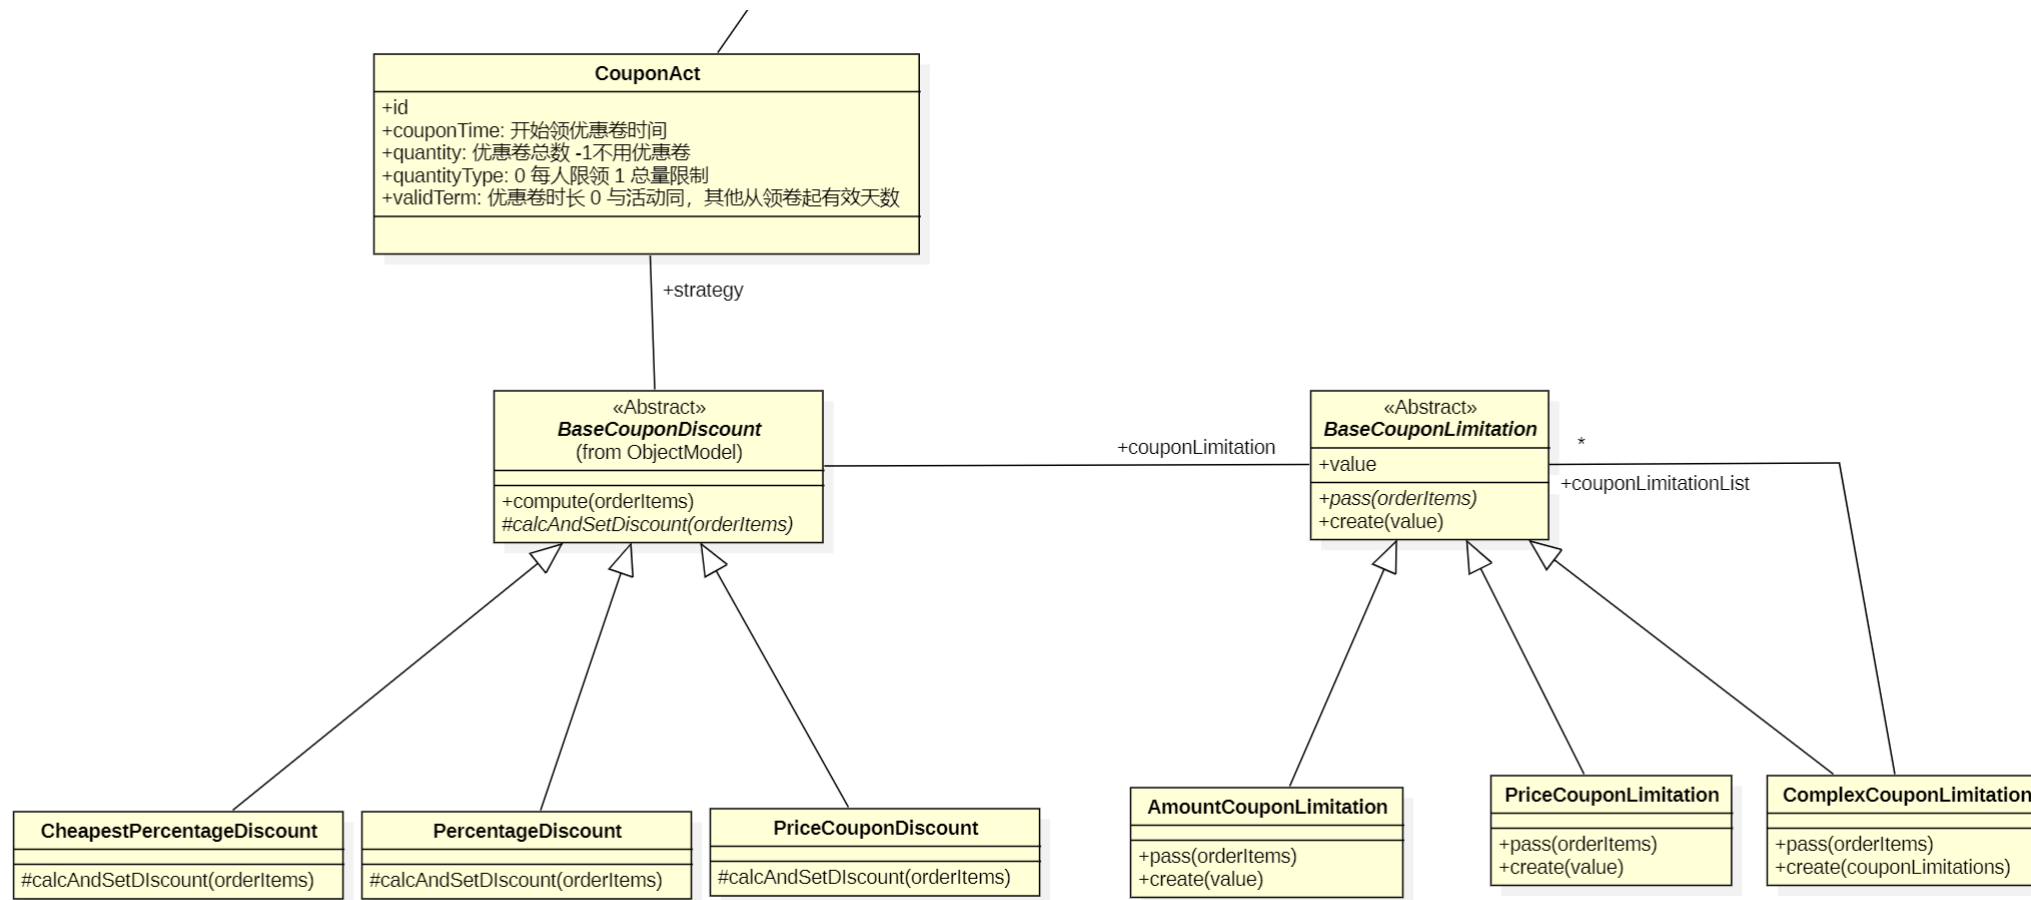 CouponAct
+id
+couponTime: 开始领优惠卷时间
+quantity: 优惠卷总数 -1不用优惠卷
+quantityType: 0 每人限领 1 总量限制
+validTerm: 优惠卷时长 0 与活动同，其他从领卷起有效天数
+strategy
«Abstract»
BaseCouponDiscount
(from ObjectModel)
+compute(orderItems)
#calcAndSetDiscount(orderItems)
+couponLimitation
«Abstract»
BaseCouponLimitation
+value
+pass(orderItems)
+create(value)
*
+couponLimitationList
CheapestPercentageDiscount
#calcAndSetDIscount(orderItems)
PercentageDiscount
#calcAndSetDIscount(orderItems)
PriceCouponDiscount
#calcAndSetDIscount(orderItems)
AmountCouponLimitation
+pass(orderItems)
+create(value)
PriceCouponLimitation
+pass(orderItems)
+create(value)
ComplexCouponLimitation
+pass(orderItems)
+create(couponLimitations)